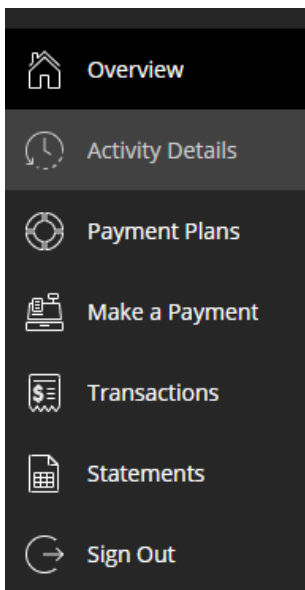 Overview
Activity Details
Payment Plans
Make a Payment
Transactions
Statements
Sign Out